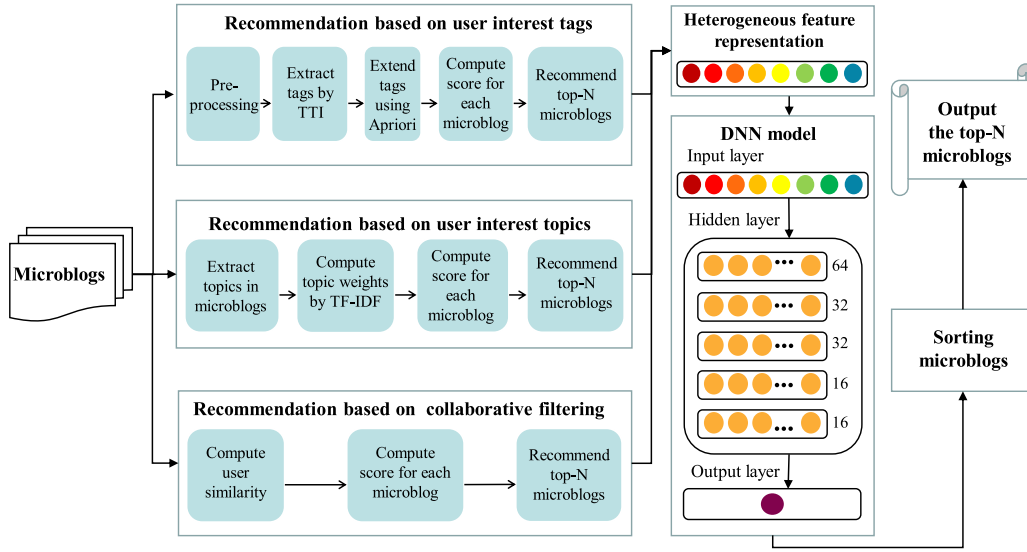 Microblogs
Recommendation based on user interest tags
Pre-
processing
Extract
tags by
TTI
Extend
tags
using
Apriori
Compute
score for
each
microblog
Recommend
top-N
microblogs
Recommendation based on user interest topics
Extract
topics in
microblogs
Compute
topic weights
by TF-IDF
Compute
score for
each
microblog
Recommend
top-N
microblogs
Recommendation based on collaborative filtering
Compute
user
similarity
Compute
score for each
microblog
Recommend
top-N
microblogs
Heterogeneous feature
representation
DNN model
Input layer
Hidden layer
64
32
32
16
16
Output layer
Sorting
microblogs
Output
the top-N
microblogs